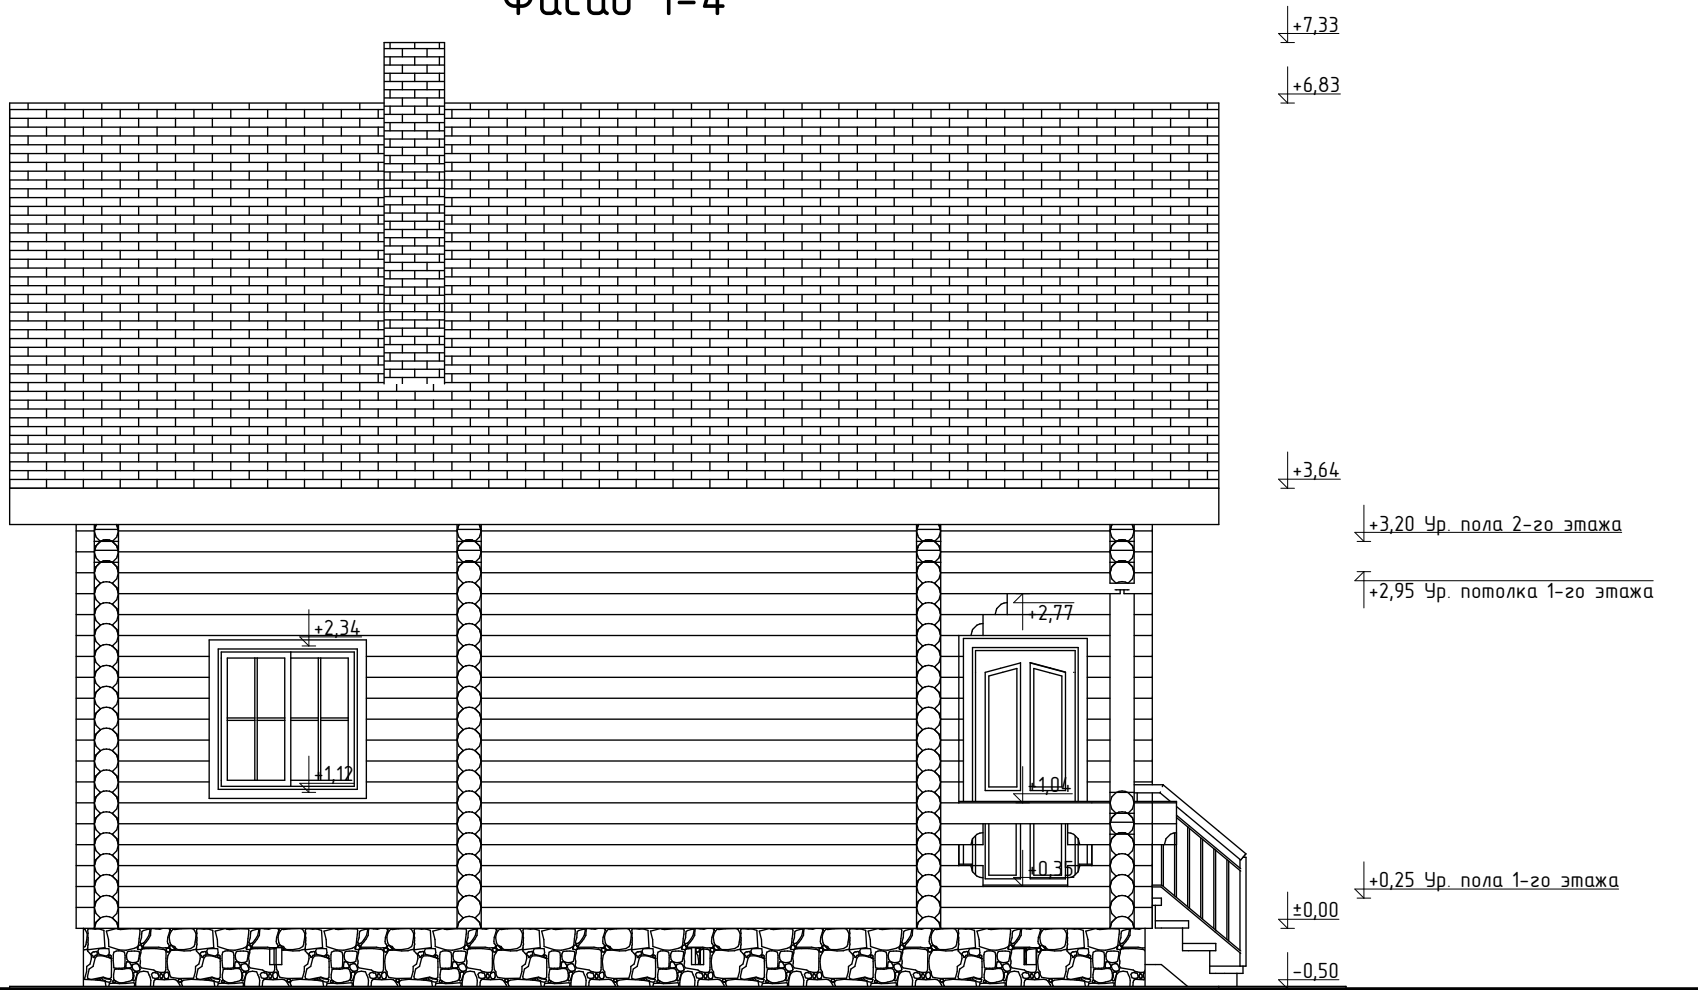 Фасад 1-4
+7,33
+6,83
+3,64
+3,20 Ур. пола 2-го этажа
+2,95 Ур. потолка 1-го этажа
+2,77
+2,34
+1,12
+1,04
+0,35
+0,25 Ур. пола 1-го этажа
±0,00
-0,50